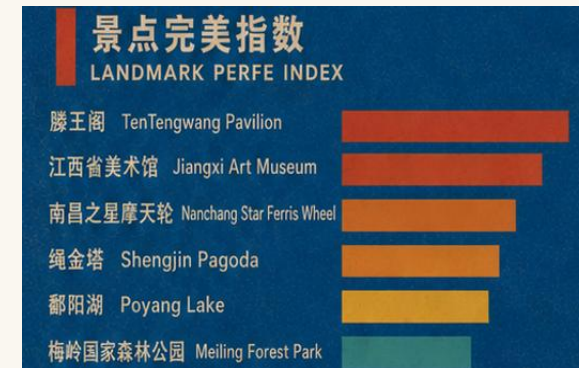 景点完美指数
LANDMARK PERFE INDEX
滕王阁 TenTengwang Pavilion
江西省美术馆 Jiangxi Art Museum
南昌之星摩天轮 Nanchang Star Ferris Wheel
绳金塔 Shengjin Pagoda
鄱阳湖 Poyang Lake
梅岭国家森林公园 Meiling Forest Park